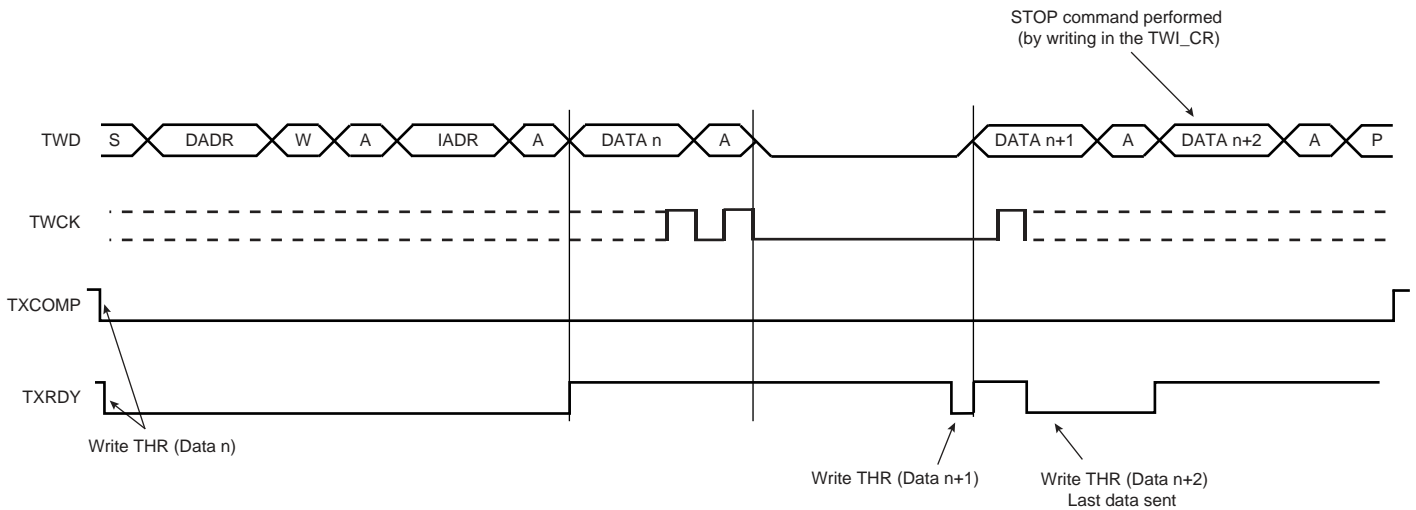 STOP command performed
(by writing in the TWI_CR)
TWD S DADR W A IADR A DATA n A DATA n+1 A DATA n+2 A P
TWCK
TXCOMP
TXRDY
Write THR (Data n)
Write THR (Data n+1)
Write THR (Data n+2)
Last data sent